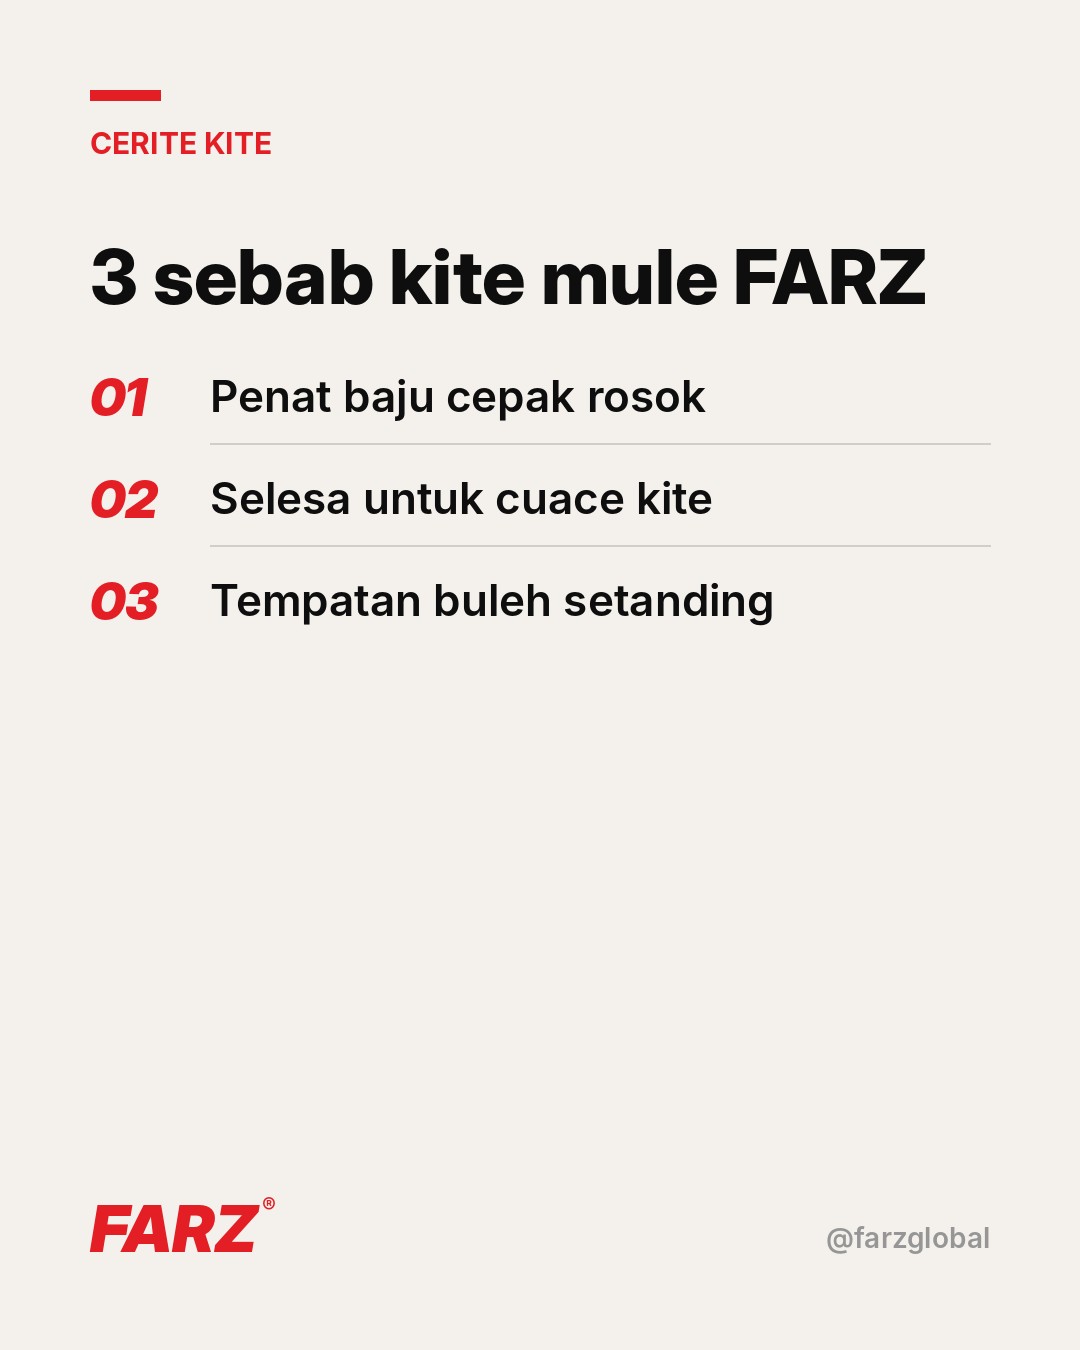 CERITE KITE
3 sebab kite mule FARZ
01 Penat baju cepak rosok
02 Selesa untuk cuace kite
03 Tempatan buleh setanding
FARZ®
@farzglobal